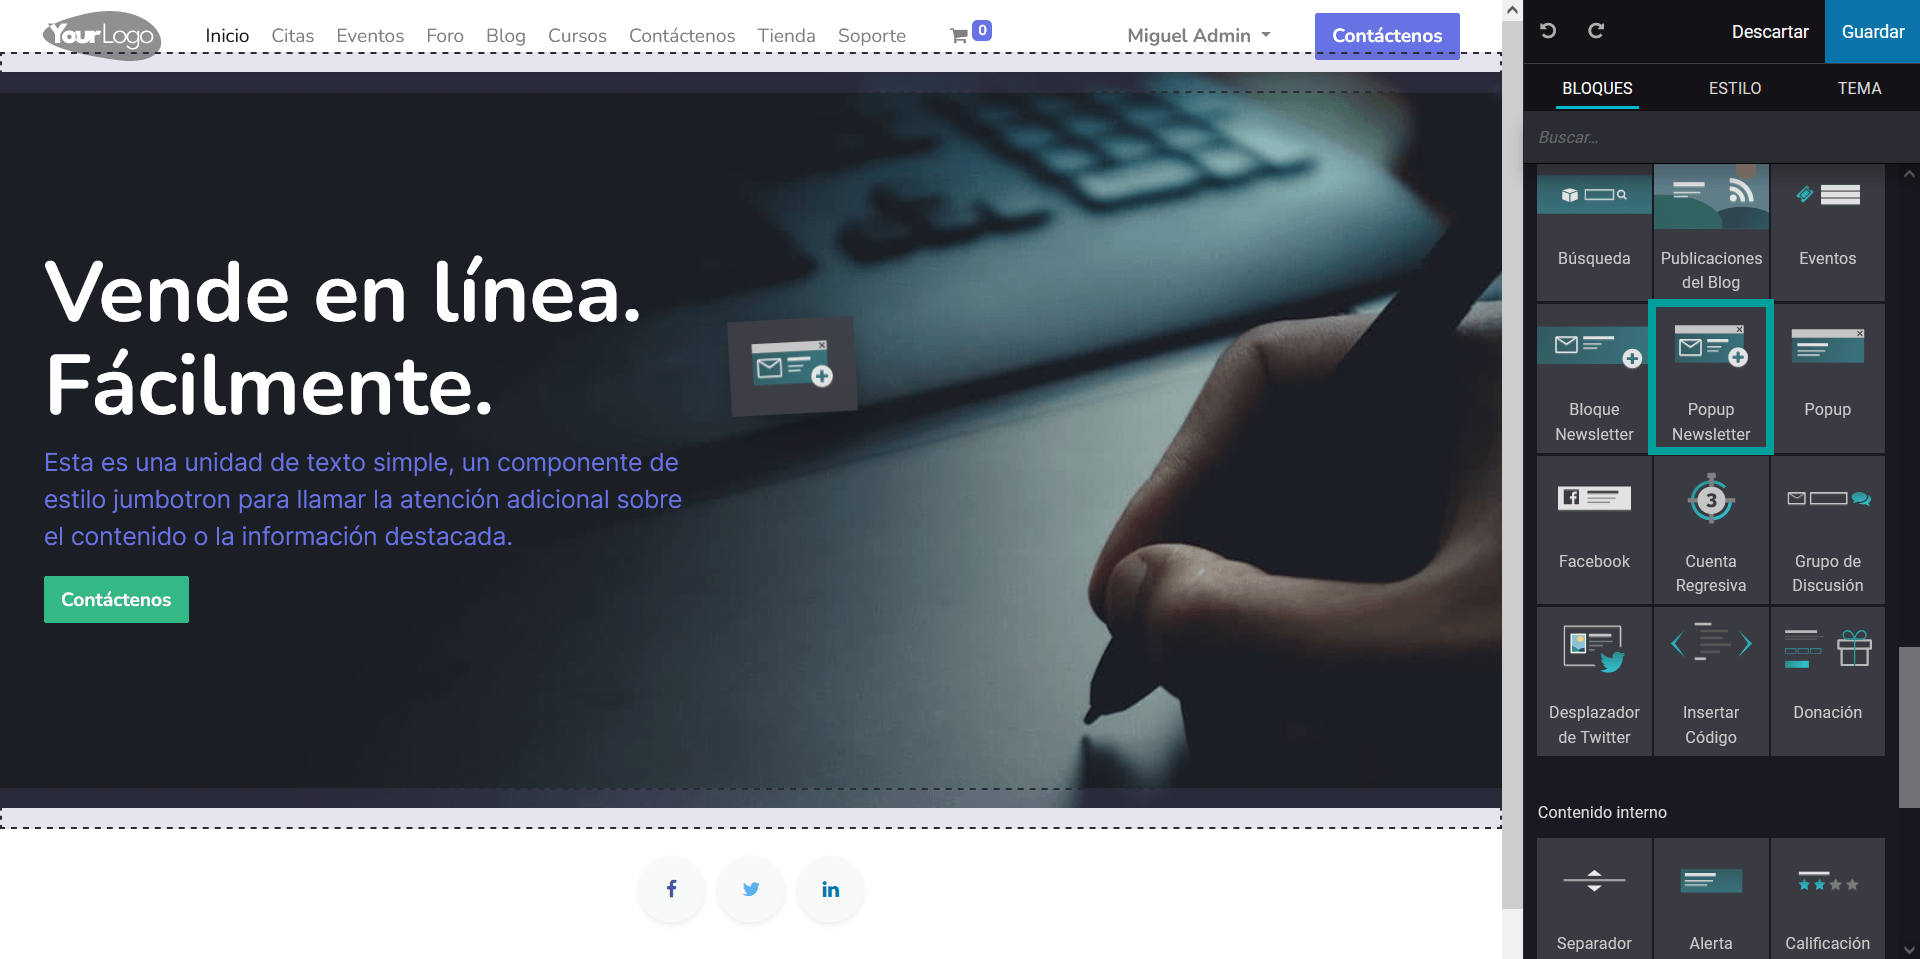 YourLogo
Inicio Citas Eventos Foro Blog Cursos Contáctenos Tienda Soporte 0 Miguel Admin Contáctenos
Descartar Guardar
BLOQUES ESTILO TEMA
Buscar...
Vende en línea.
Fácilmente.
Esta es una unidad de texto simple, un componente de
estilo jumbotron para llamar la atención adicional sobre
el contenido o la información destacada.
Contáctenos
Búsqueda
Publicaciones
del Blog
Eventos
Bloque
Newsletter
Popup
Newsletter
Popup
Facebook
3
Cuenta
Regresiva
Grupo de
Discusión
Desplazador
de Twitter
Insertar
Código
Donación
Contenido interno
Separador
Alerta
Calificación